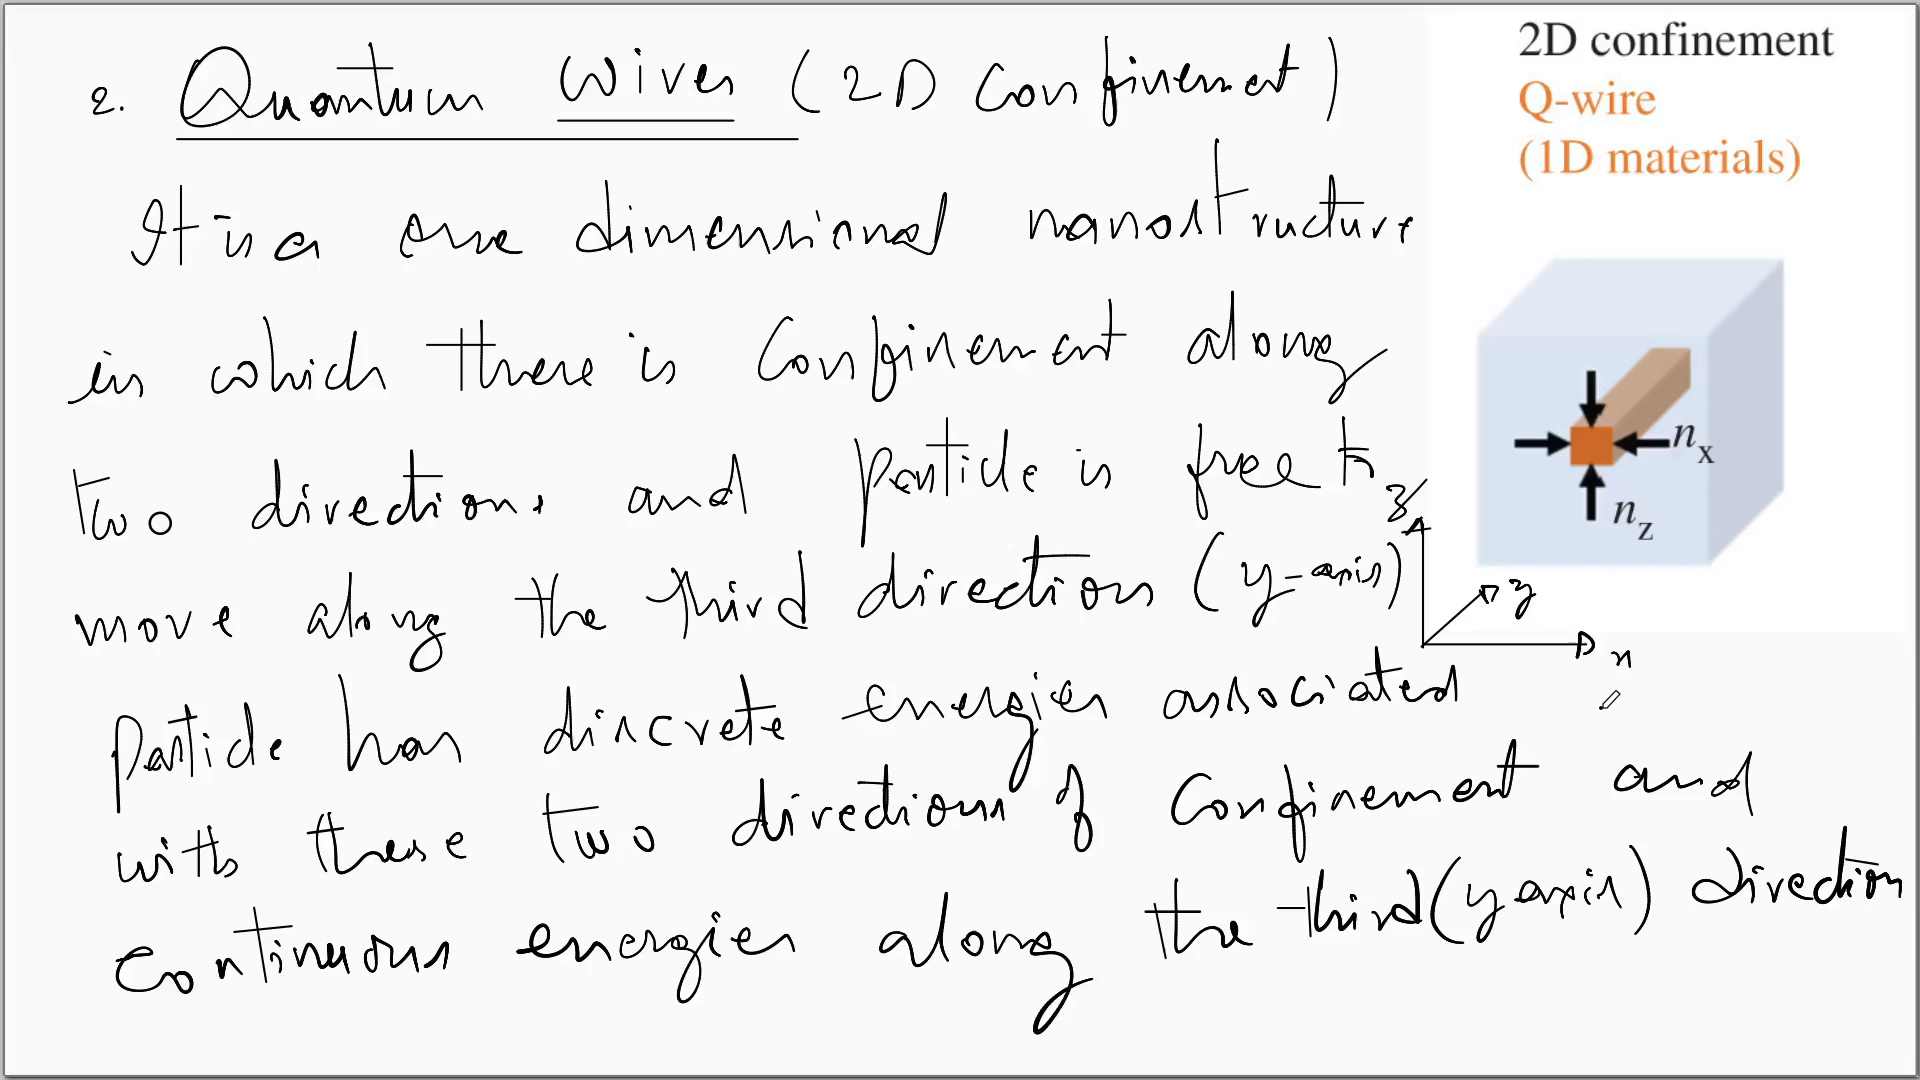 2. Quantum Wires (2D Confinement)
It is a one dimensional nanostructure
in which there is confinement along
two directions and particle is free to
move along the third direction (y-axis)
Particle has discrete energies associated
with these two directions of confinement and
continuous energies along the third (y axis) direction
2D confinement
Q-wire
(1D materials)
nx
nz
z
y
x